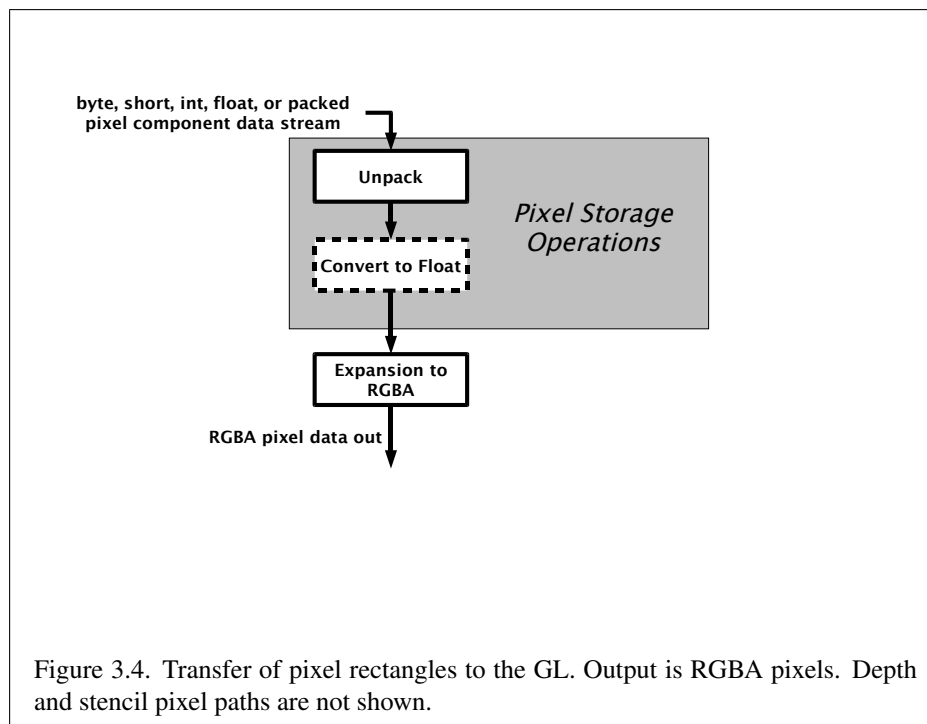 byte, short, int, float, or packed
pixel component data stream
Unpack
Pixel Storage
Operations
Convert to Float
Expansion to
RGBA
RGBA pixel data out
Figure 3.4. Transfer of pixel rectangles to the GL. Output is RGBA pixels. Depth
and stencil pixel paths are not shown.